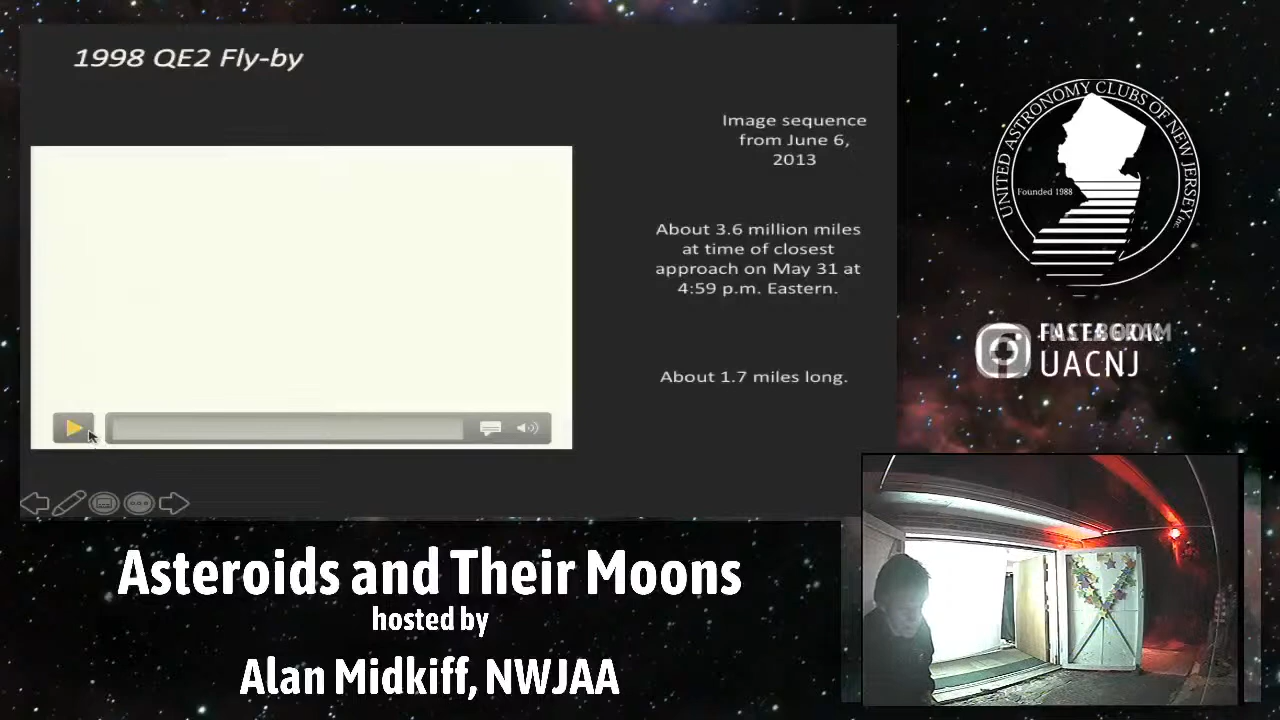 1998 QE2 Fly-by
Image sequence
from June 6,
2013
About 3.6 million miles
at time of closest
approach on May 31 at
4:59 p.m. Eastern.
About 1.7 miles long.
UNITED ASTRONOMY CLUBS OF NEW JERSEY, Inc.
Founded 1988
UACNJ
Asteroids and Their Moons
hosted by
Alan Midkiff, NWJAA